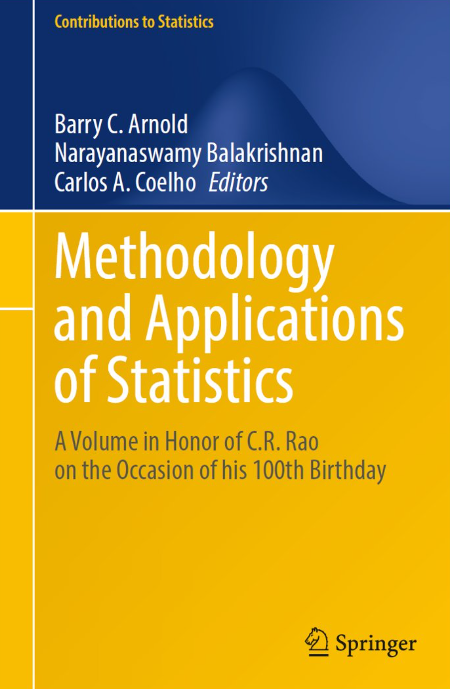 Contributions to Statistics
Barry C. Arnold
Narayanaswamy Balakrishnan
Carlos A. Coelho Editors
Methodology
and Applications
of Statistics
A Volume in Honor of C.R. Rao
on the Occasion of his 100th Birthday
Springer